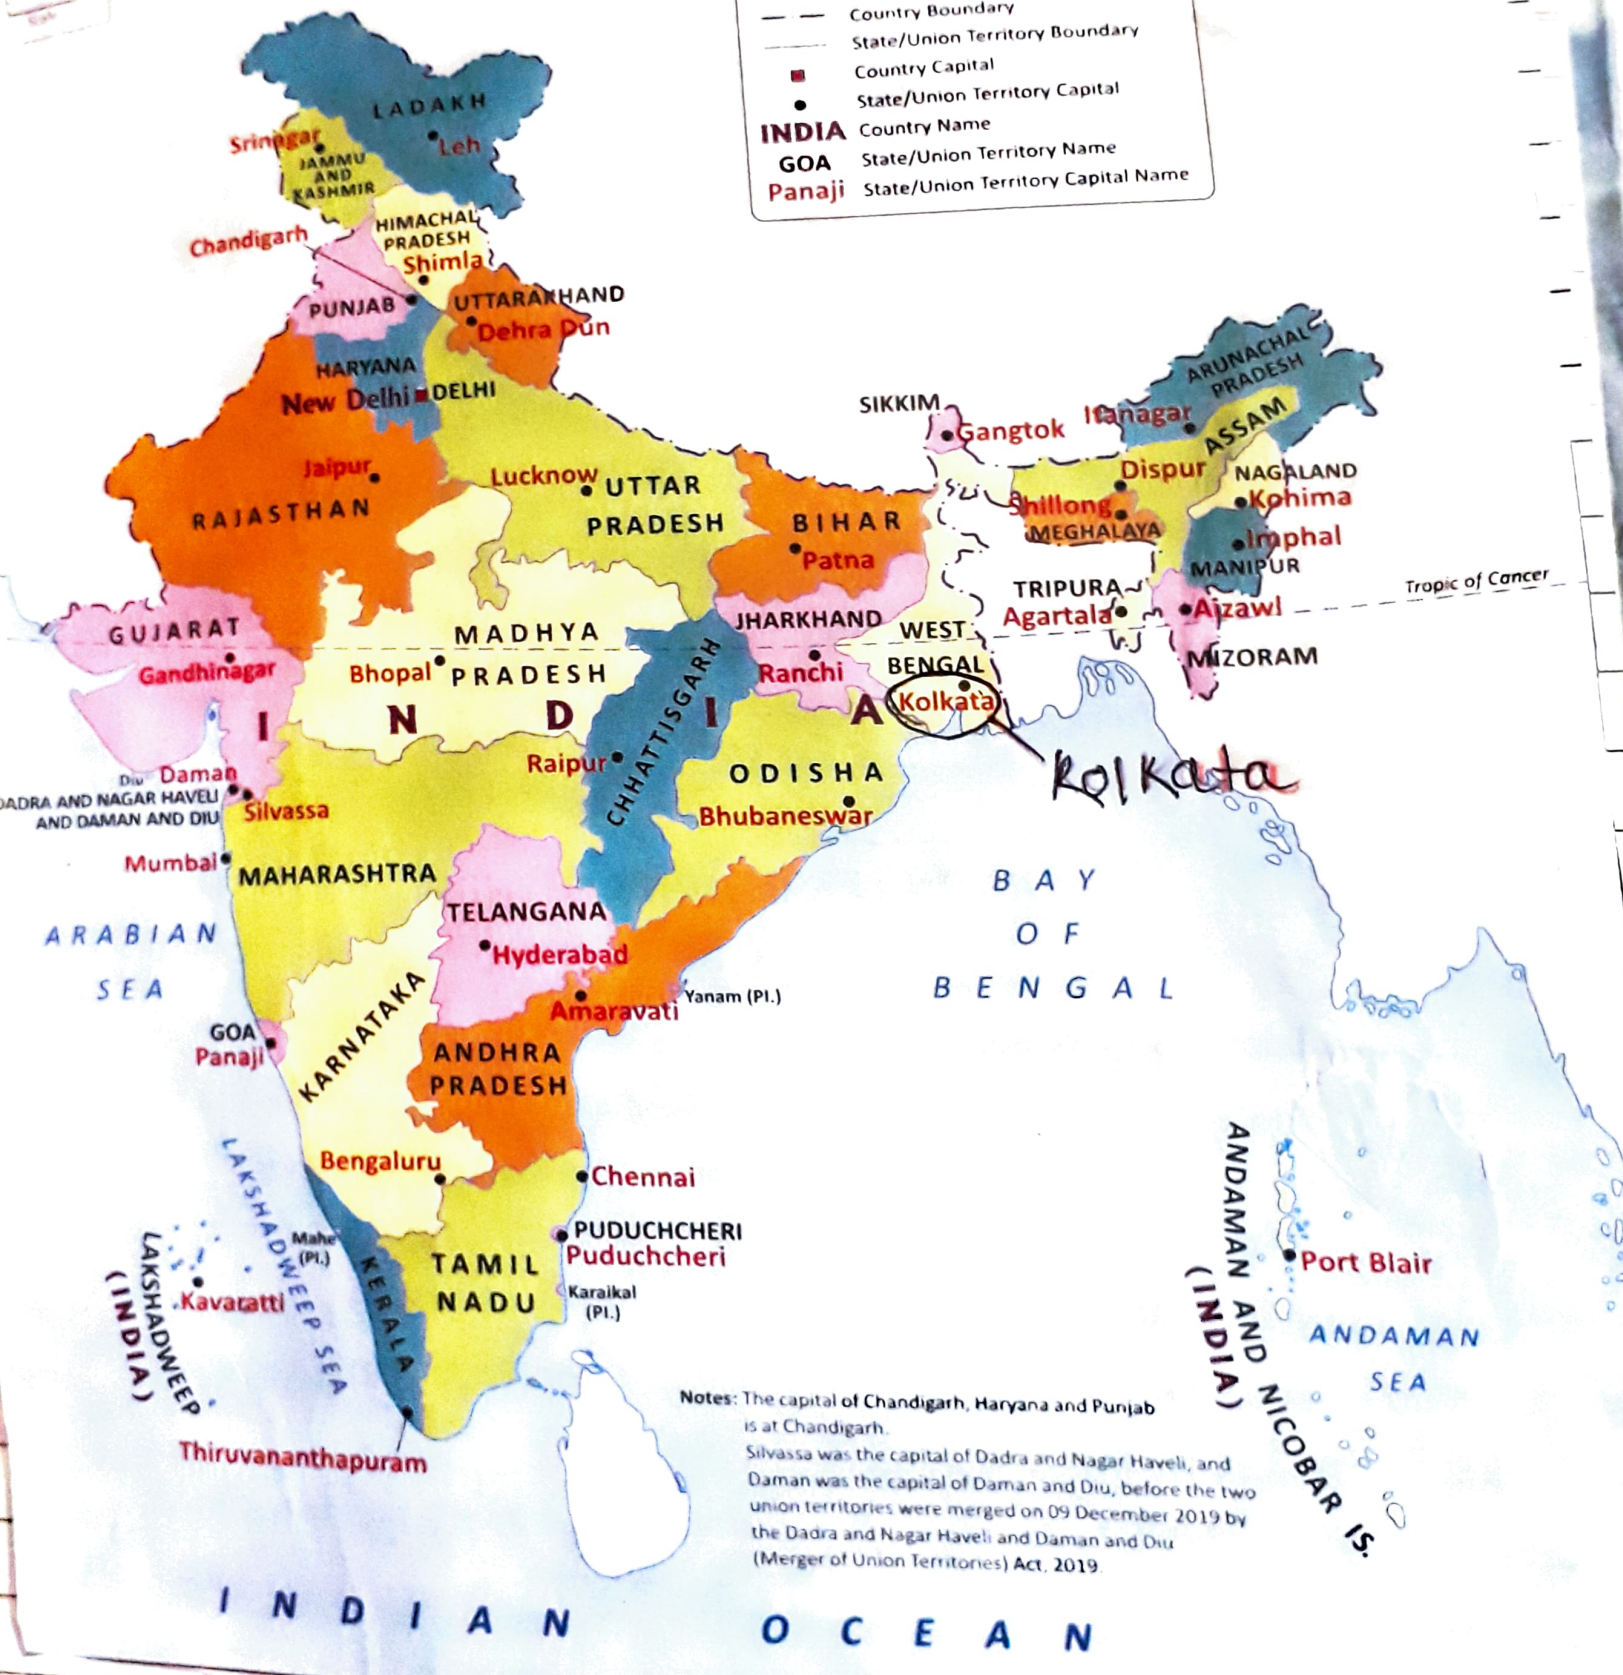 Country Boundary
State/Union Territory Boundary
Country Capital
State/Union Territory Capital
INDIA Country Name
GOA State/Union Territory Name
Panaji State/Union Territory Capital Name
LADAKH
Leh
Srinagar
JAMMU
AND
KASHMIR
HIMACHAL
PRADESH
Shimla
Chandigarh
PUNJAB
UTTARAKHAND
Dehra Dun
HARYANA
New Delhi DELHI
RAJASTHAN
Jaipur
Lucknow
UTTAR
PRADESH
BIHAR
Patna
SIKKIM
Gangtok
ARUNACHAL
PRADESH
Itanagar
ASSAM
Dispur
NAGALAND
Kohima
Shillong
MEGHALAYA
Imphal
MANIPUR
TRIPURA
Agartala
Aizawl
MIZORAM
Tropic of Cancer
GUJARAT
Gandhinagar
MADHYA
PRADESH
Bhopal
JHARKHAND
Ranchi
WEST
BENGAL
Kolkata
Kolkata
INDIA
CHHATTISGARH
Raipur
ODISHA
Bhubaneswar
Diu
Daman
DADRA AND NAGAR HAVELI
AND DAMAN AND DIU
Silvassa
Mumbai
MAHARASHTRA
TELANGANA
Hyderabad
ARABIAN
SEA
BAY
OF
BENGAL
Yanam (Pl.)
Amaravati
GOA
Panaji
KARNATAKA
ANDHRA
PRADESH
Bengaluru
Chennai
PUDUCHCHERI
Puduchcheri
Mahe
(Pl.)
KERALA
TAMIL
NADU
Karaikal
(Pl.)
LAKSHADWEEP SEA
LAKSHADWEEP
(INDIA)
Kavaratti
Thiruvananthapuram
ANDAMAN AND NICOBAR IS.
(INDIA)
Port Blair
ANDAMAN
SEA
Notes: The capital of Chandigarh, Haryana and Punjab
is at Chandigarh.
Silvassa was the capital of Dadra and Nagar Haveli, and
Daman was the capital of Daman and Diu, before the two
union territories were merged on 09 December 2019 by
the Dadra and Nagar Haveli and Daman and Diu
(Merger of Union Territories) Act, 2019.
INDIAN OCEAN